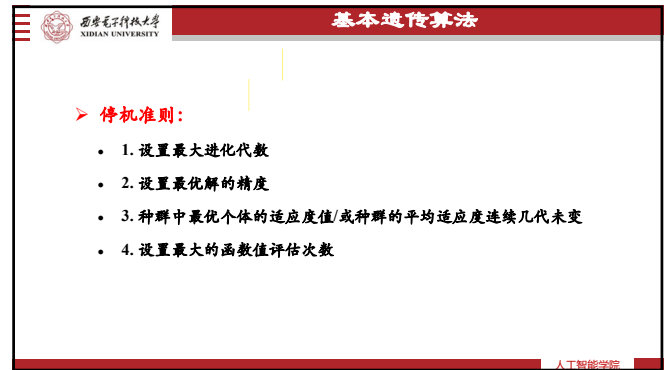 西安电子科技大学
XIDIAN UNIVERSITY
基本遗传算法
停机准则：
1. 设置最大进化代数
2. 设置最优解的精度
3. 种群中最优个体的适应度值/或种群的平均适应度连续几代未变
4. 设置最大的函数值评估次数
人工智能学院